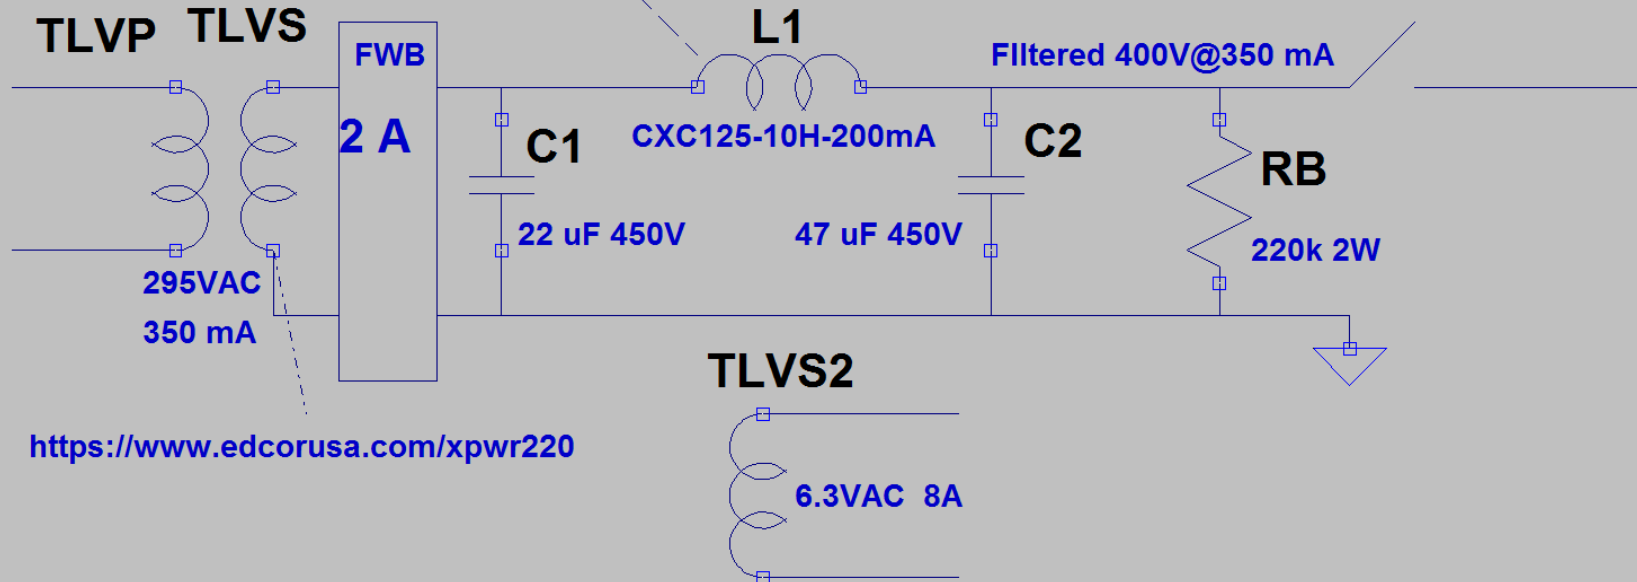 TLVP
TLVS
FWB
2 A
L1
FIltered 400V@350 mA
CXC125-10H-200mA
C1
C2
RB
22 uF 450V
47 uF 450V
220k 2W
295VAC
350 mA
TLVS2
https://www.edcorusa.com/xpwr220
6.3VAC  8A